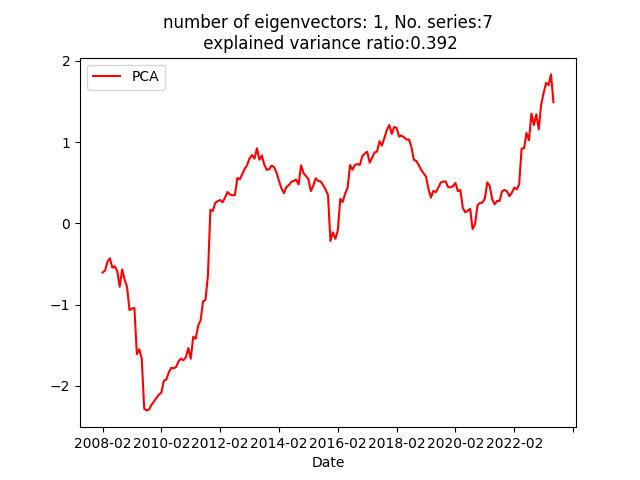 number of eigenvectors: 1, No. series:7
explained variance ratio:0.392
PCA
2
1
0
−1
−2
2008-02 2010-02 2012-02 2014-02 2016-02 2018-02 2020-02 2022-02
Date